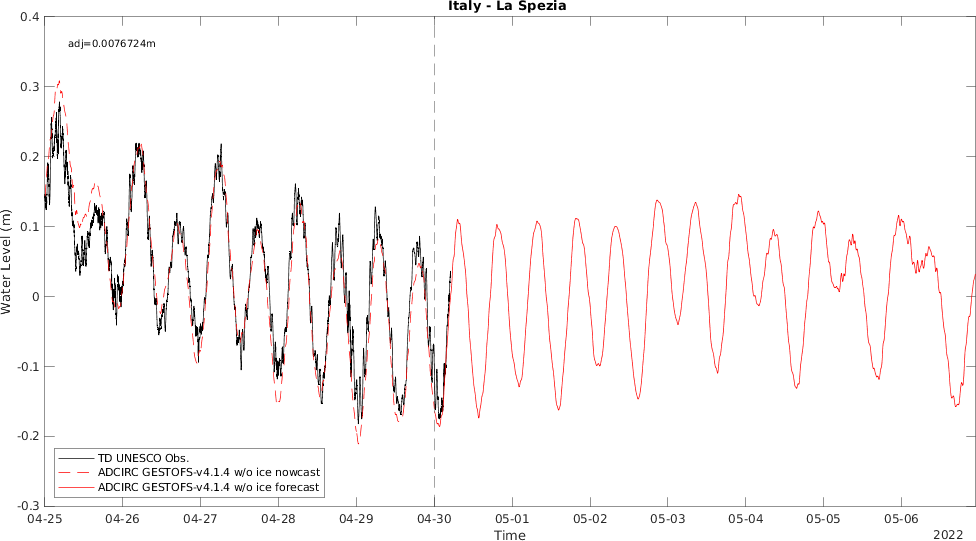 Italy - La Spezia
adj=0.0076724m
Water Level (m)
0.4
0.3
0.2
0.1
0
-0.1
-0.2
-0.3
TD UNESCO Obs.
ADCIRC GESTOFS-v4.1.4 w/o ice nowcast
ADCIRC GESTOFS-v4.1.4 w/o ice forecast
04-25 04-26 04-27 04-28 04-29 04-30 05-01 05-02 05-03 05-04 05-05 05-06
Time
2022